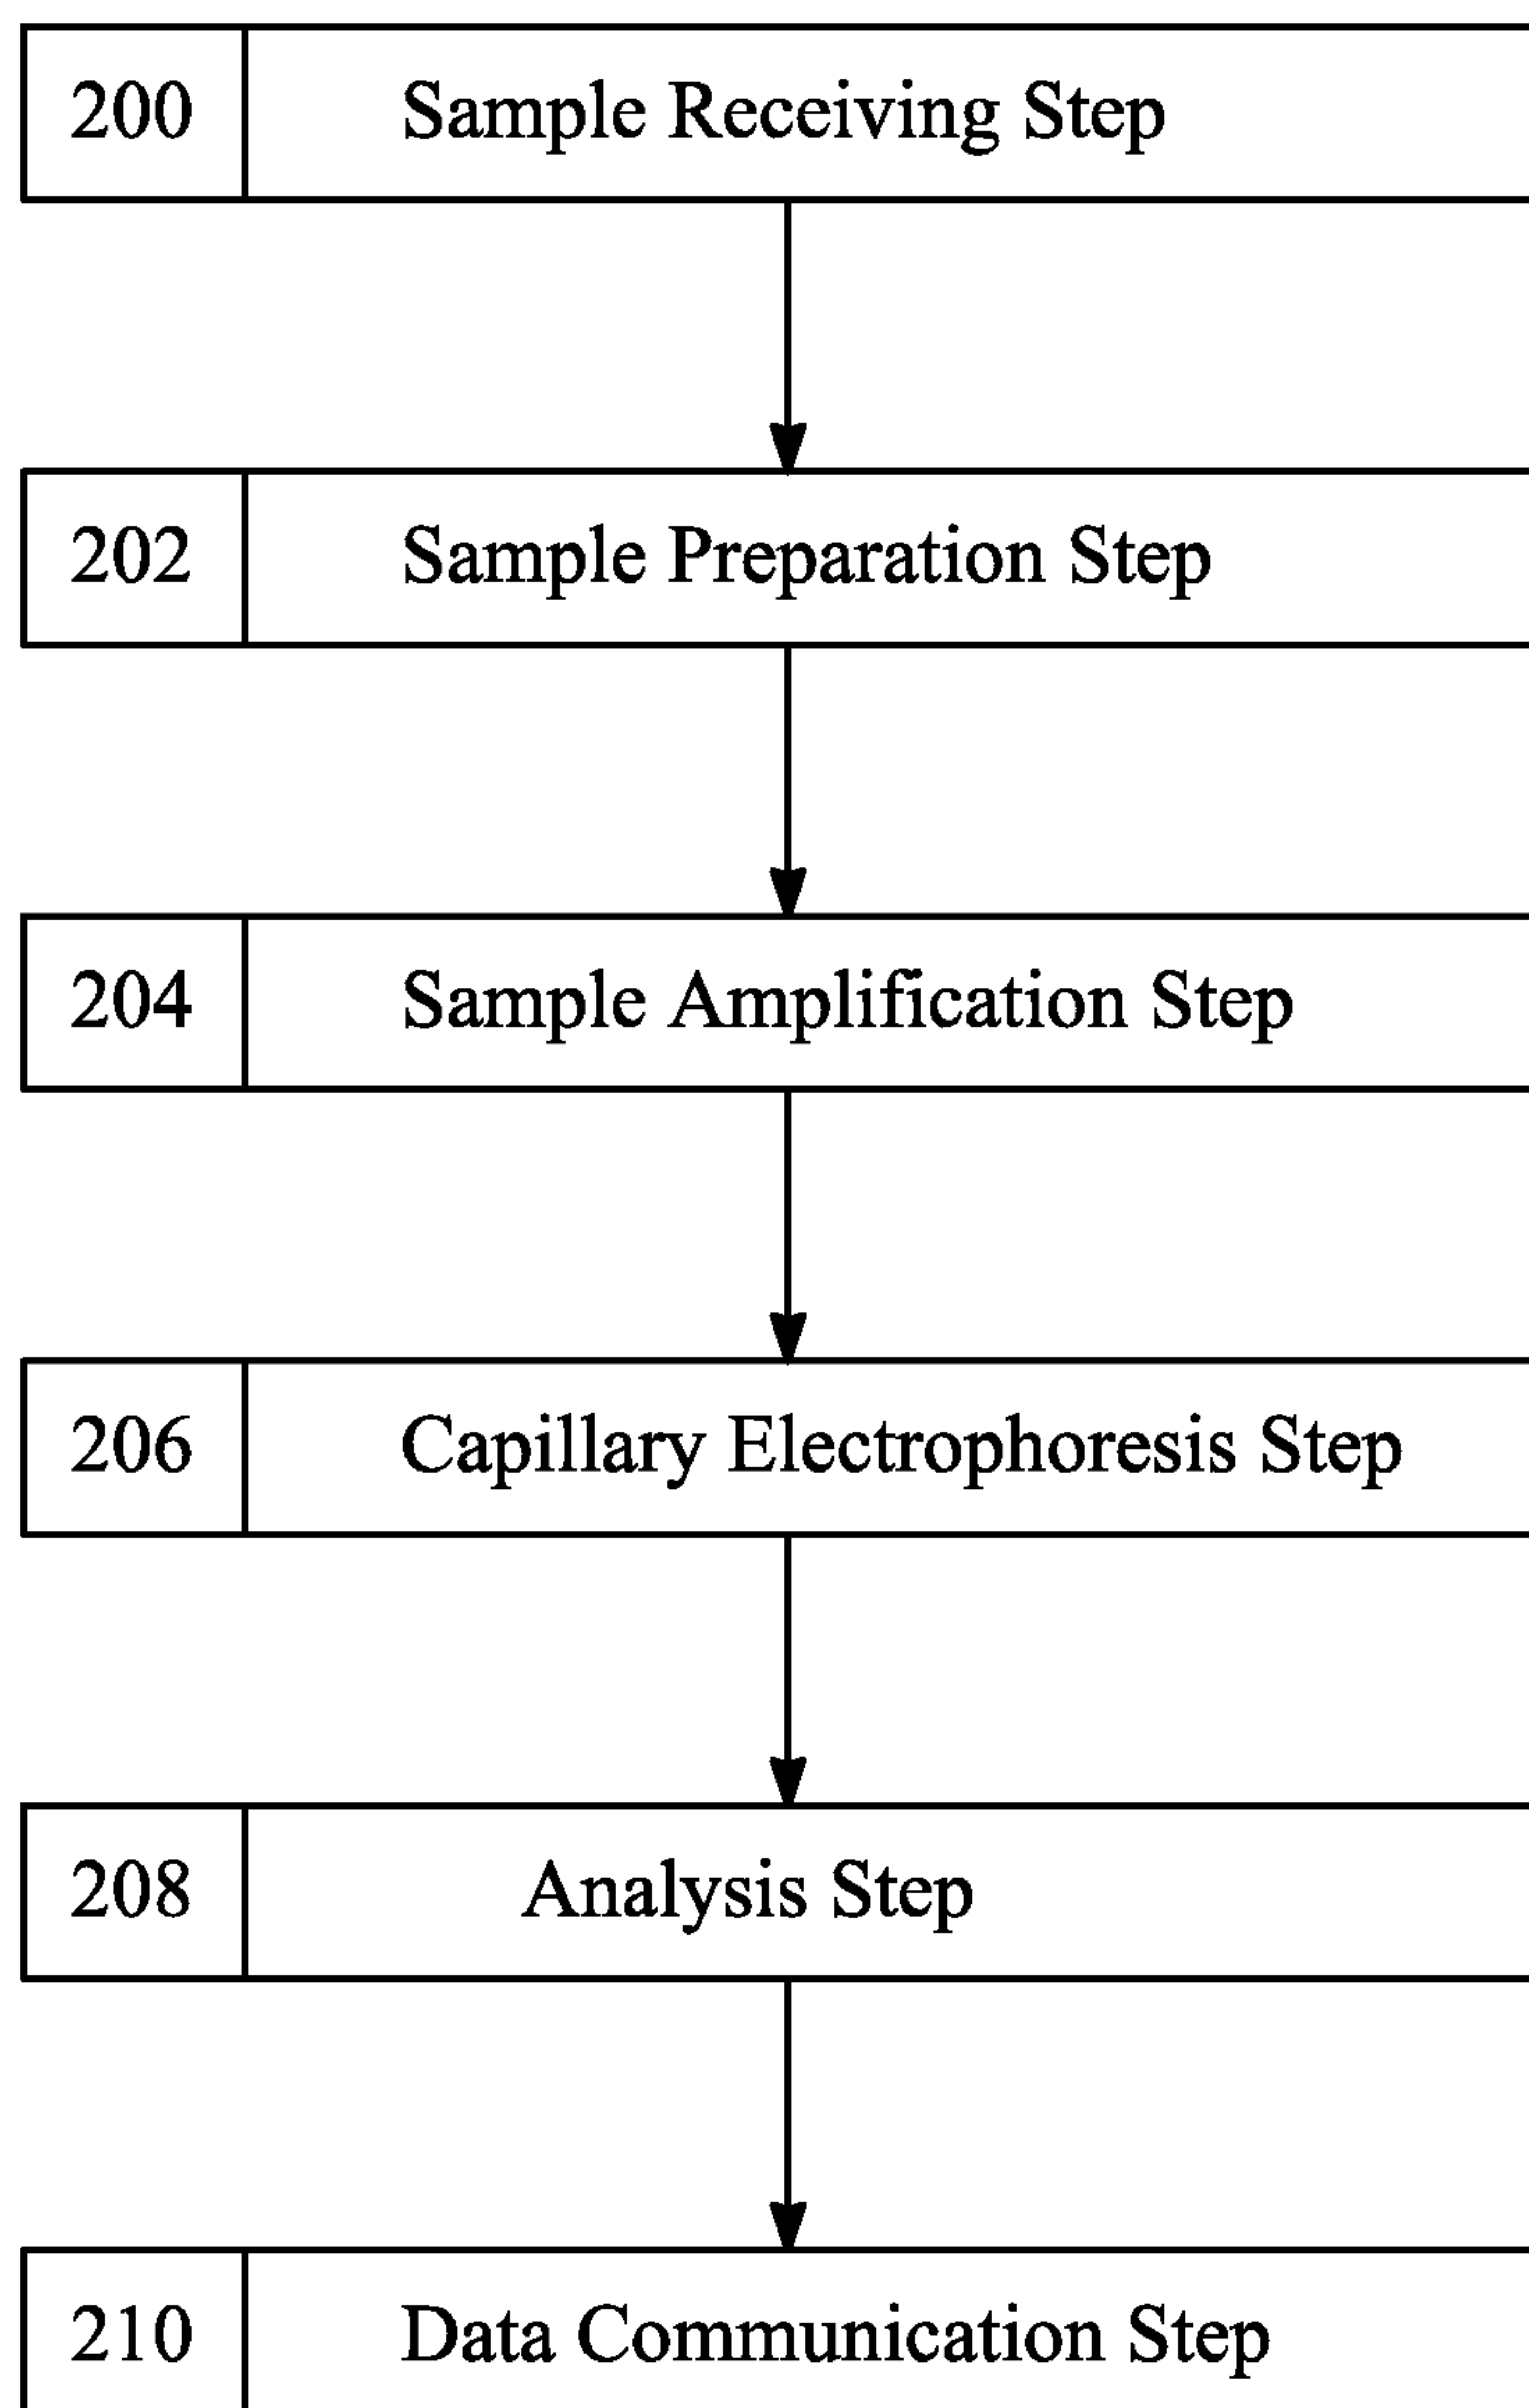 200 Sample Receiving Step
202 Sample Preparation Step
204 Sample Amplification Step
206 Capillary Electrophoresis Step
208 Analysis Step
210 Data Communication Step